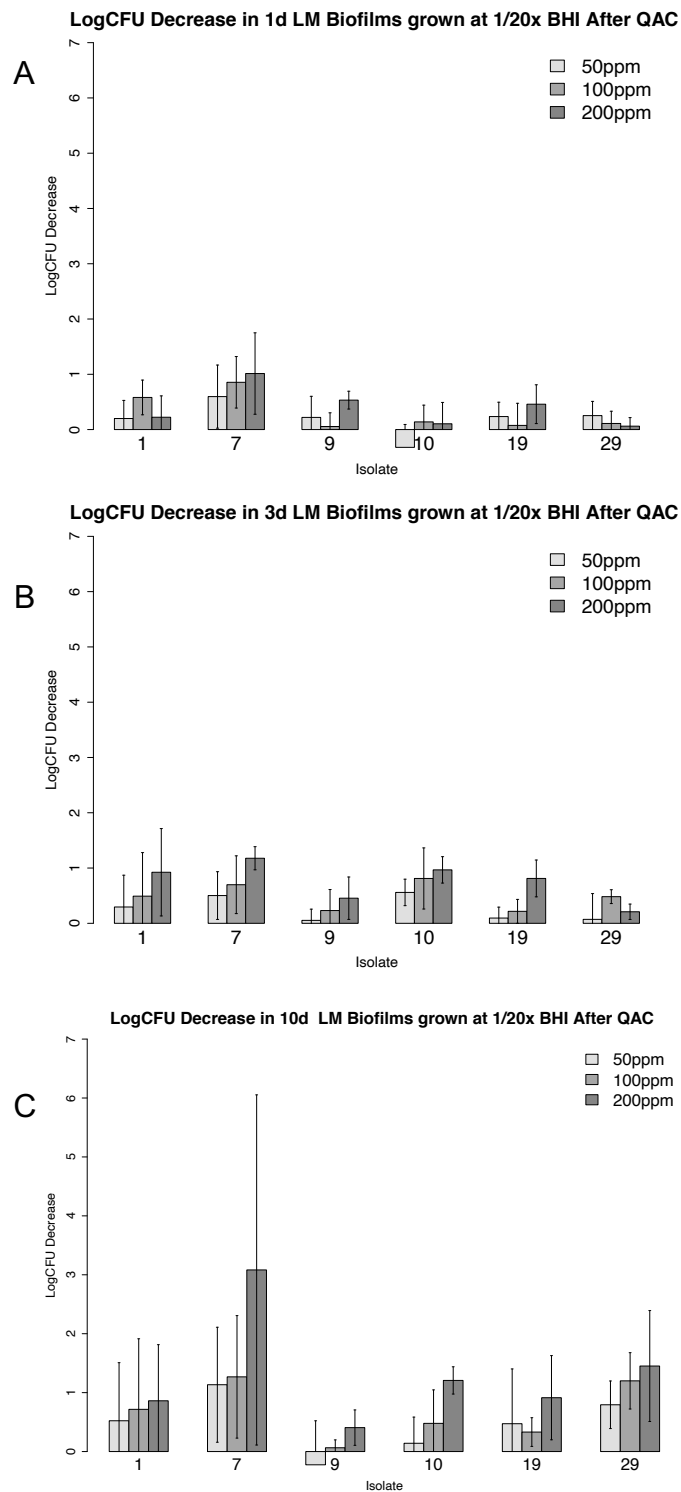 LogCFU Decrease in 1d LM Biofilms grown at 1/20x BHI After QAC
A
50ppm
100ppm
200ppm
LogCFU Decrease
7
6
5
4
3
2
1
0
1 7 9 10 19 29
Isolate
LogCFU Decrease in 3d LM Biofilms grown at 1/20x BHI After QAC
B
50ppm
100ppm
200ppm
LogCFU Decrease
7
6
5
4
3
2
1
0
1 7 9 10 19 29
Isolate
LogCFU Decrease in 10d LM Biofilms grown at 1/20x BHI After QAC
C
50ppm
100ppm
200ppm
LogCFU Decrease
7
6
5
4
3
2
1
0
1 7 9 10 19 29
Isolate